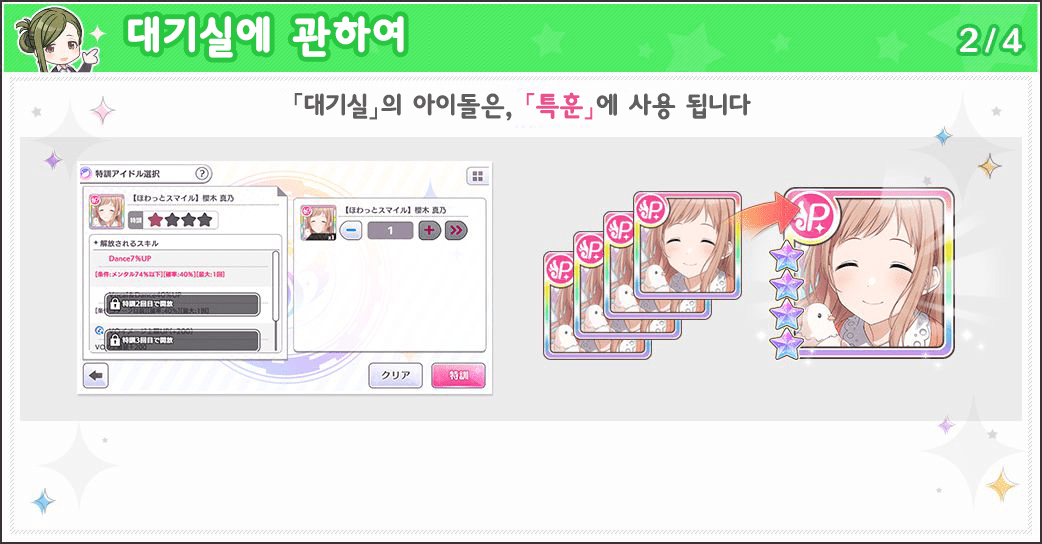 대기실에 관하여
2/4
「대기실」의 아이돌은, 「특훈」에 사용 됩니다
特訓アイドル選択
?
【ほわっとスマイル】櫻木 真乃
特訓
解放されるスキル
Dance7%UP
[条件:メンタル74%以下][確率:40%][最大:1回]
特訓2回目で開放
特訓3回目で開放
【ほわっとスマイル】櫻木 真乃
x1
1
クリア
特訓
P
P
P
P
P